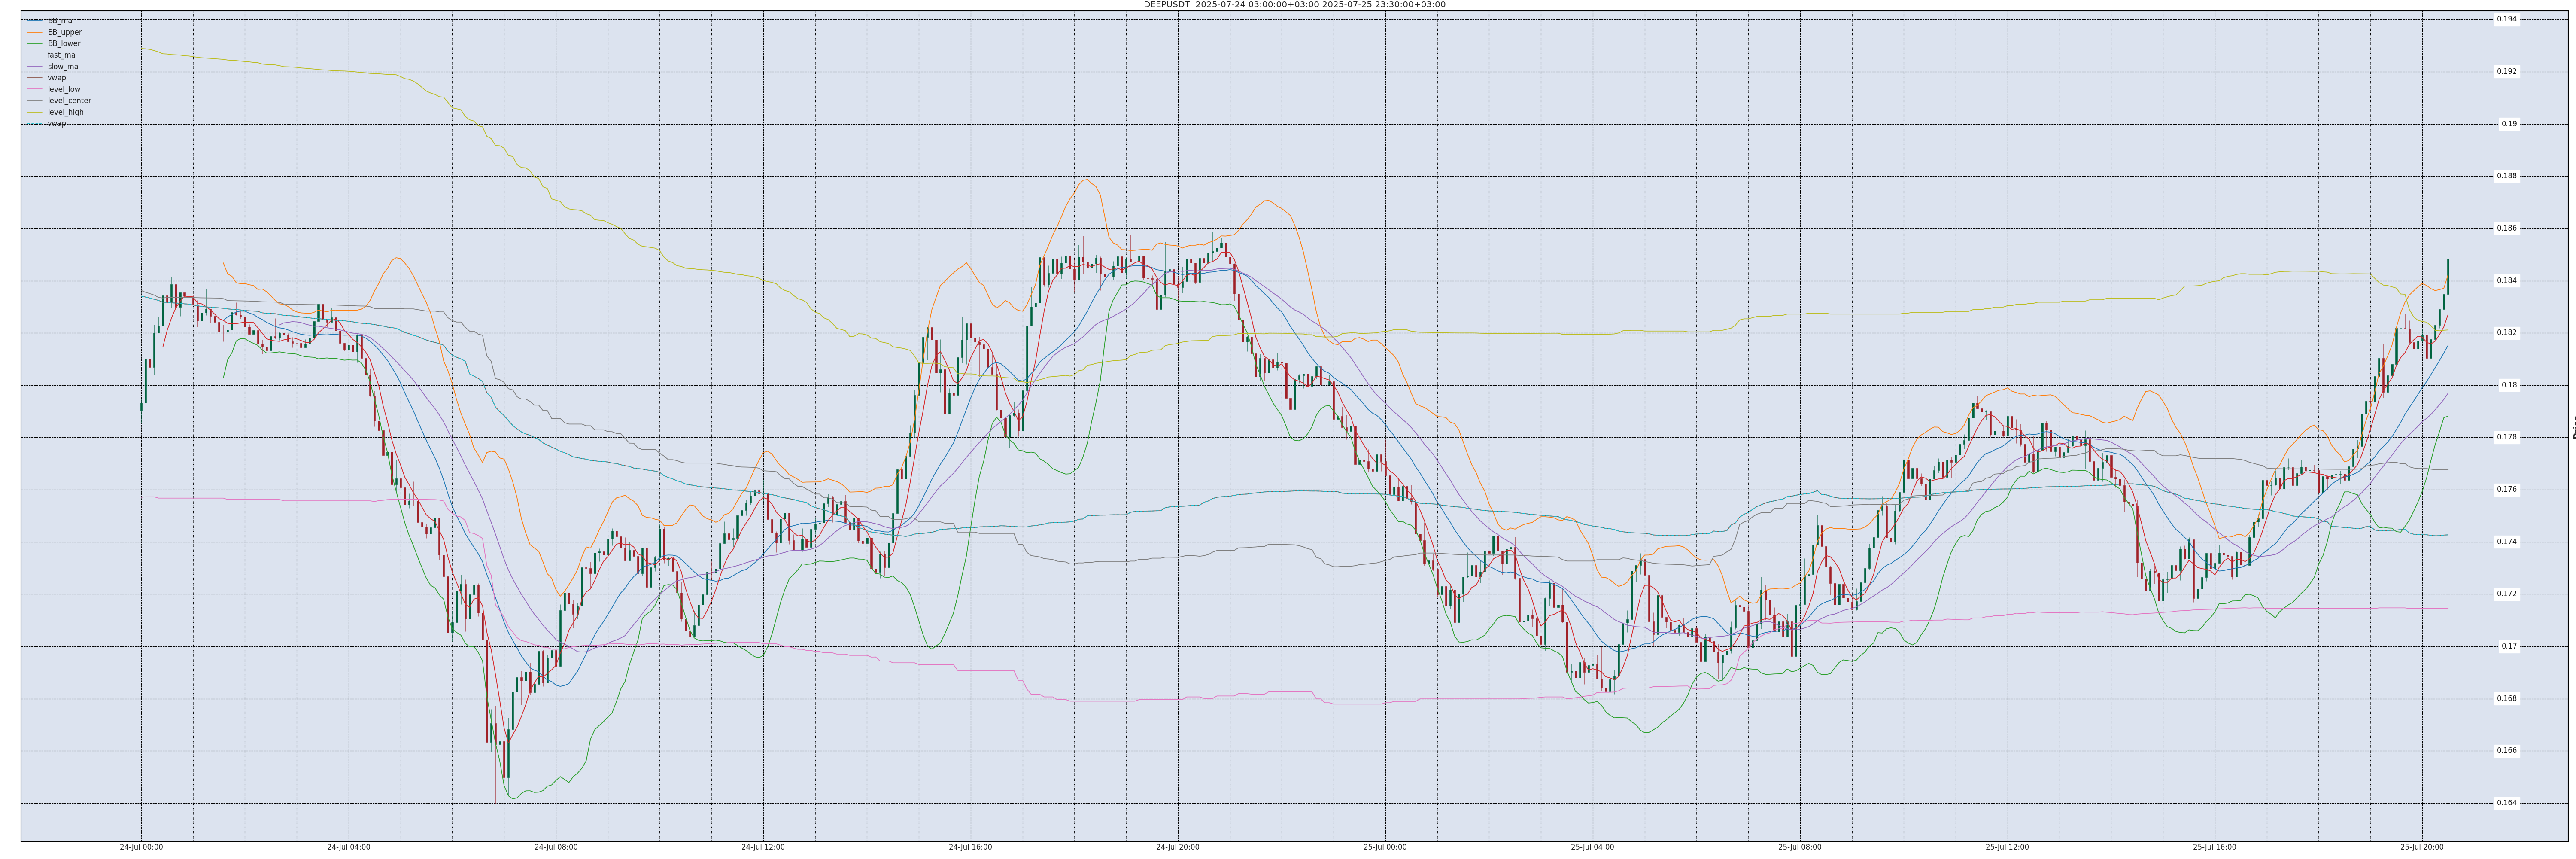 DEEPUSDT 2025-07-24 03:00:00+03:00 2025-07-25 23:30:00+03:00
BB_ma
BB_upper
BB_lower
fast_ma
slow_ma
vwap
level_low
level_center
level_high
vwap
0.194
0.192
0.19
0.188
0.186
0.184
0.182
0.18
0.178
0.176
0.174
0.172
0.17
0.168
0.166
0.164
24-Jul 00:00
24-Jul 04:00
24-Jul 08:00
24-Jul 12:00
24-Jul 16:00
24-Jul 20:00
25-Jul 00:00
25-Jul 04:00
25-Jul 08:00
25-Jul 12:00
25-Jul 16:00
25-Jul 20:00